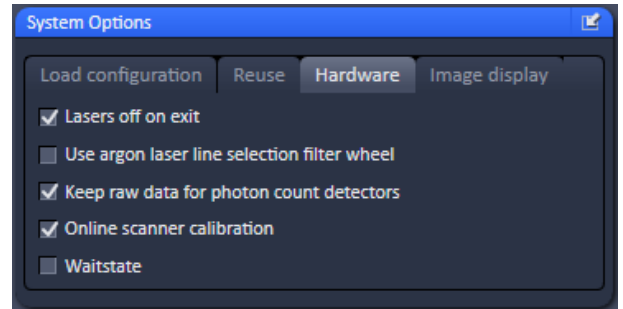 System Options
Load configuration Reuse Hardware Image display
Lasers off on exit
Use argon laser line selection filter wheel
Keep raw data for photon count detectors
Online scanner calibration
Waitstate